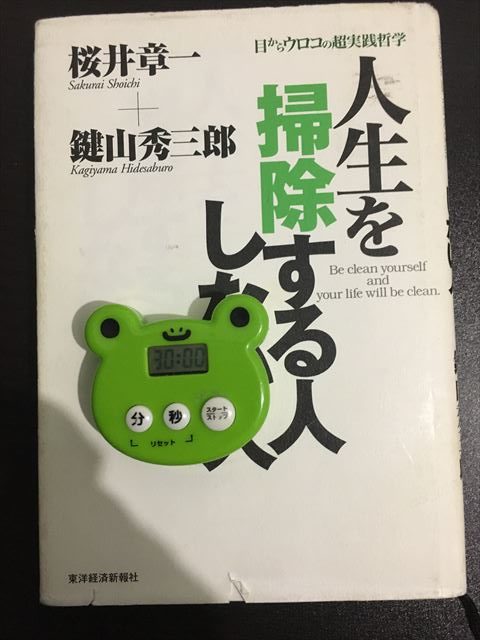 目からウロコの超実践哲学
人生を
掃除する人
しない人
Be clean yourself
and
your life will be clean.
桜井章一
Sakurai Shoichi
+
鍵山秀三郎
Kagiyama Hidesaburo
30:00
分
秒
スタート
ストップ
リセット
東洋経済新報社